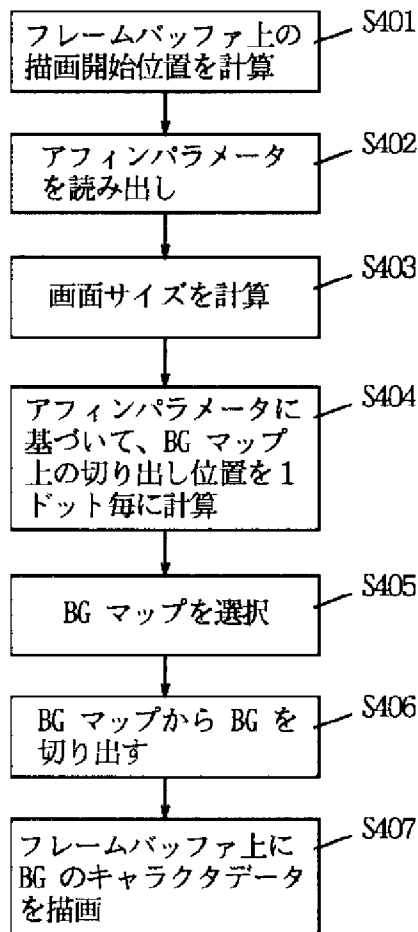 フレームバッファ上の
描画開始位置を計算
S401
アフィンパラメータ
を読み出し
S402
画面サイズを計算
S403
アフィンパラメータに
基づいて、BG マップ
上の切り出し位置を1
ドット毎に計算
S404
BG マップを選択
S405
BG マップから BG を
切り出す
S406
フレームバッファ上に
BG のキャラクタデータ
を描画
S407